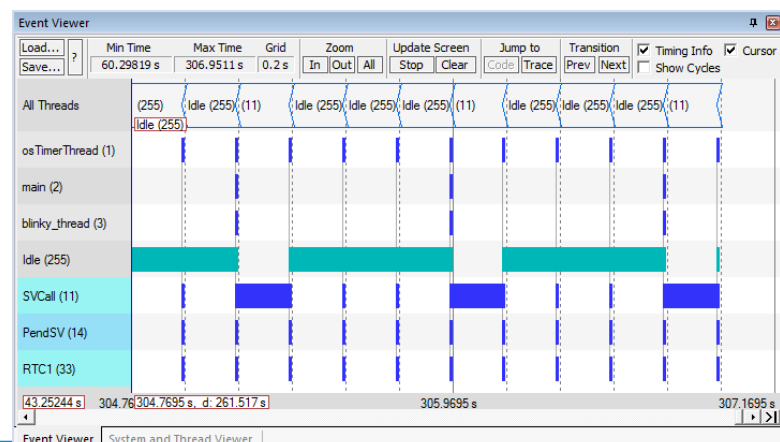 Event Viewer
Load... ? Min Time Max Time Grid Zoom Update Screen Jump to Transition Timing Info Cursor
Save... 60.29819 s 306.9511 s 0.2 s In Out All Stop Clear Code Trace Prev Next Show Cycles
All Threads (255) Idle (255) (11) Idle (255) Idle (255) Idle (255) (11) Idle (255) Idle (255) Idle (255) (11)
Idle (255)
osTimerThread (1)
main (2)
blinky_thread (3)
Idle (255)
SVCall (11)
PendSV (14)
RTC1 (33)
43.25244 s 304.76 304.7695 s, d: 261.517 s 305.9695 s 307.1695 s
Event Viewer System and Thread Viewer